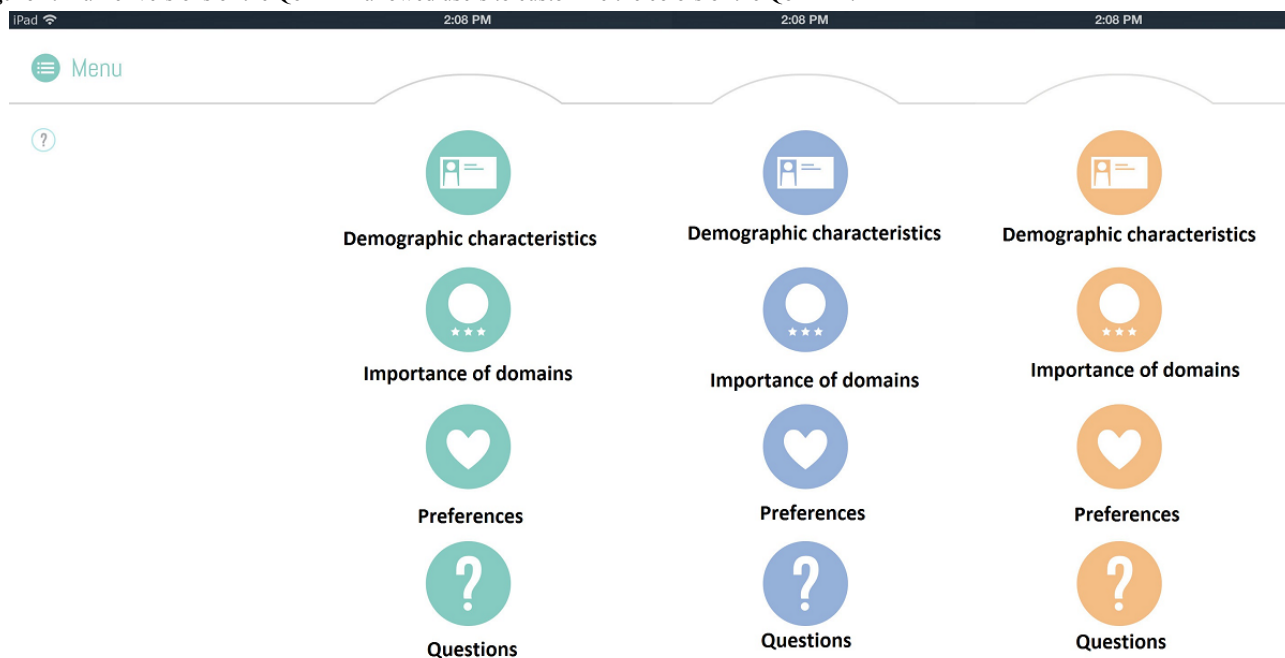 iPad 2:08 PM 2:08 PM 2:08 PM
Menu
?
Demographic characteristics Demographic characteristics Demographic characteristics
Importance of domains Importance of domains Importance of domains
Preferences Preferences Preferences
? ? ?
Questions Questions Questions